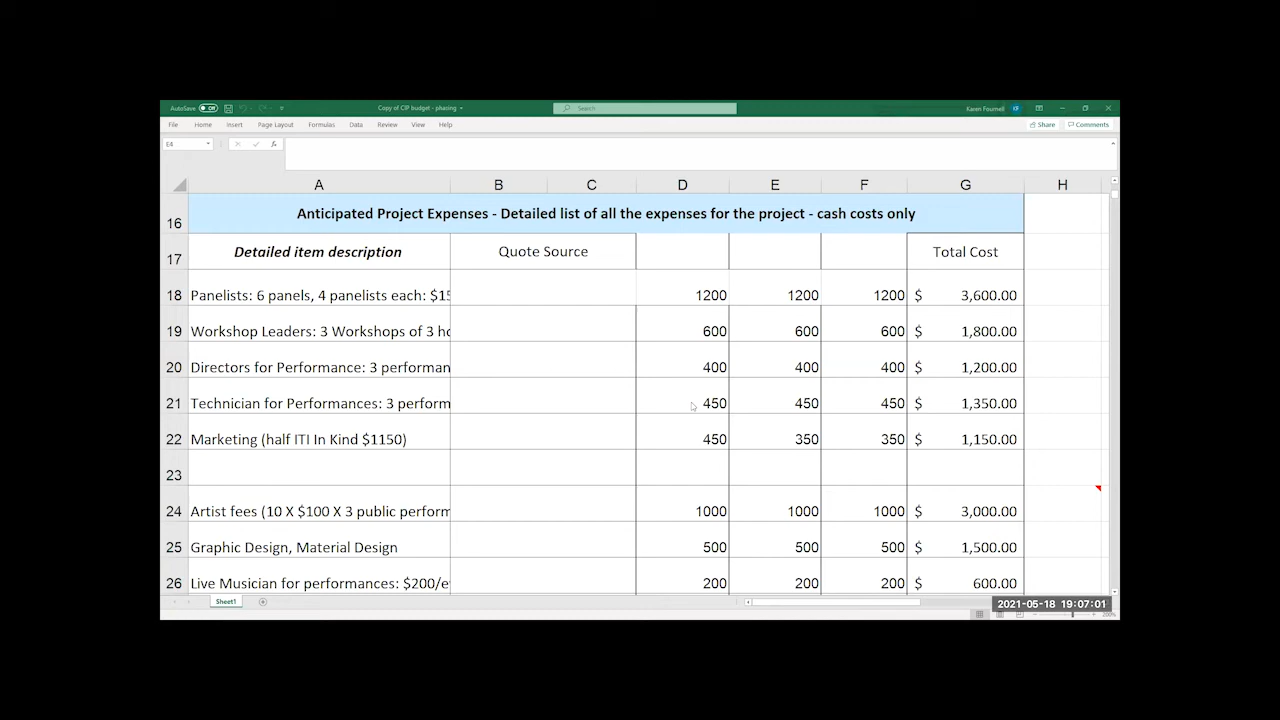 AutoSave Off Copy of CIP budget - phasing Search Karen Fournell CF
File Home Insert Page Layout Formulas Data Review View Help Share Comments
E4 fx
A B C D E F G H
16 Anticipated Project Expenses - Detailed list of all the expenses for the project - cash costs only
17 Detailed item description Quote Source Total Cost
18 Panelists: 6 panels, 4 panelists each: $15 1200 1200 1200 $ 3,600.00
19 Workshop Leaders: 3 Workshops of 3 ho 600 600 600 $ 1,800.00
20 Directors for Performance: 3 performan 400 400 400 $ 1,200.00
21 Technician for Performances: 3 perform 450 450 450 $ 1,350.00
22 Marketing (half ITI In Kind $1150) 450 350 350 $ 1,150.00
23
24 Artist fees (10 X $100 X 3 public perform 1000 1000 1000 $ 3,000.00
25 Graphic Design, Material Design 500 500 500 $ 1,500.00
26 Live Musician for performances: $200/e 200 200 200 $ 600.00
Sheet1
2021-05-18 19:07:01
200%